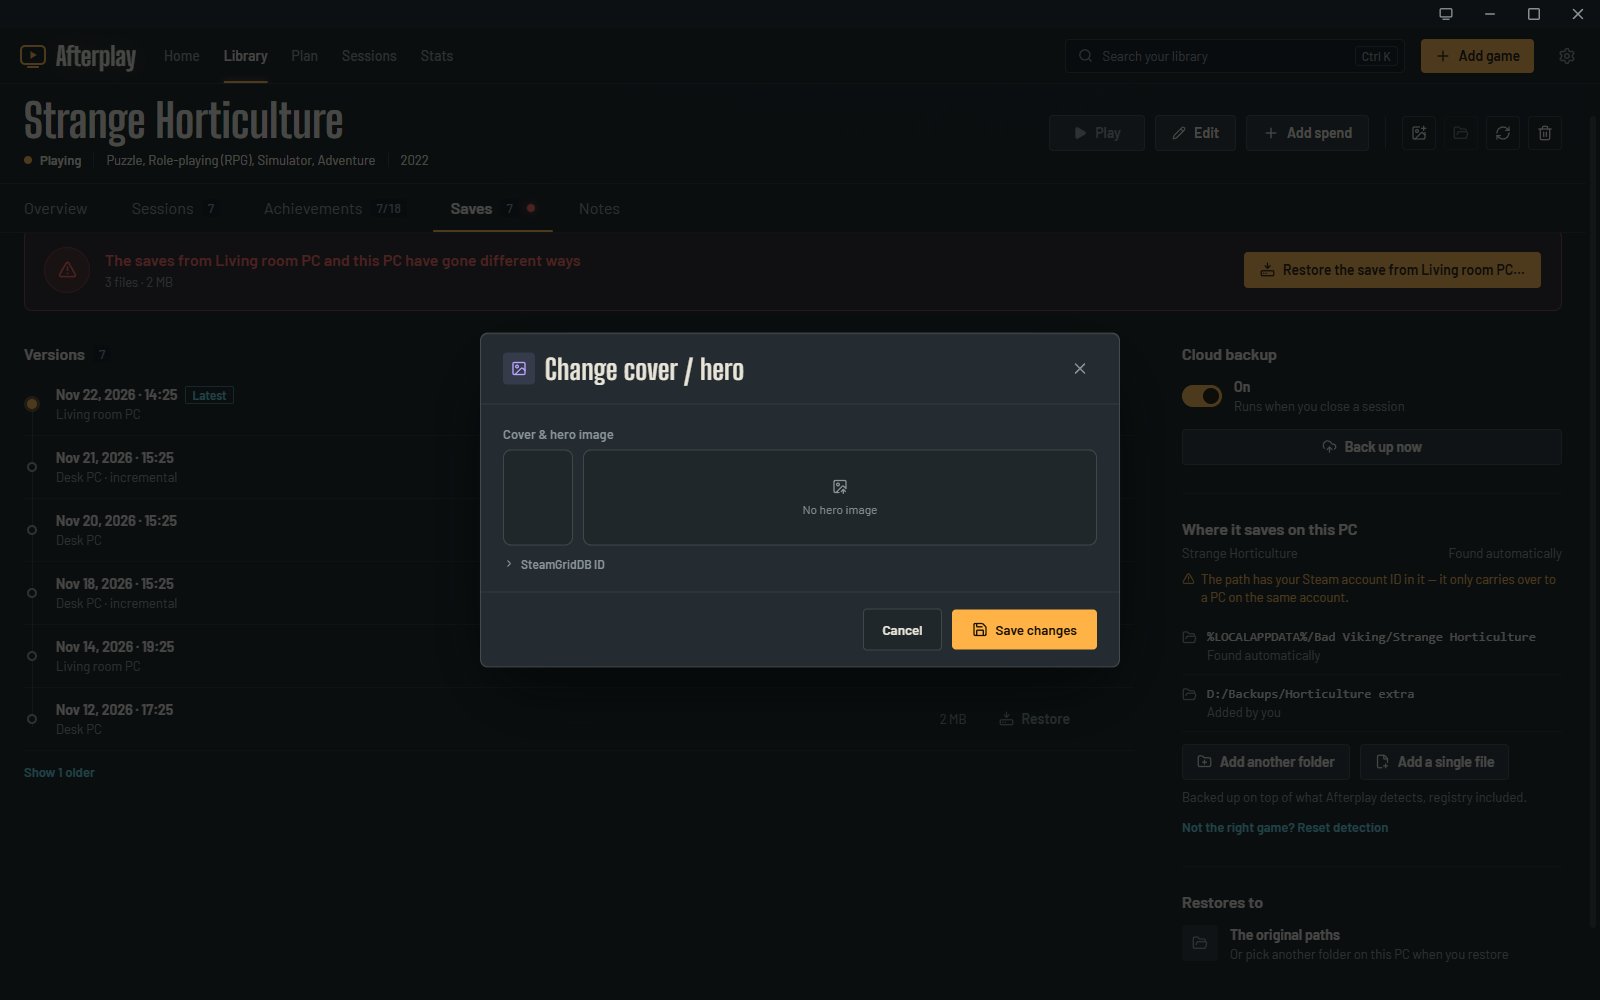 Afterplay
Home
Library
Plan
Sessions
Stats
Search your library
Ctrl K
Add game
Strange Horticulture
Playing
Puzzle, Role-playing (RPG), Simulator, Adventure
2022
Play
Edit
Add spend
Overview
Sessions 7
Achievements 7/18
Saves 7
Notes
The saves from Living room PC and this PC have gone different ways
3 files · 2 MB
Restore the save from Living room PC...
Versions 7
Nov 22, 2026 · 14:25 Latest
Living room PC
Nov 21, 2026 · 15:25
Desk PC · incremental
Nov 20, 2026 · 15:25
Desk PC
Nov 18, 2026 · 15:25
Desk PC · incremental
Nov 14, 2026 · 19:25
Living room PC
Nov 12, 2026 · 17:25
Desk PC
2 MB
Restore
Show 1 older
Change cover / hero
Cover & hero image
No hero image
SteamGridDB ID
Cancel
Save changes
Cloud backup
On
Runs when you close a session
Back up now
Where it saves on this PC
Strange Horticulture
Found automatically
The path has your Steam account ID in it — it only carries over to
a PC on the same account.
%LOCALAPPDATA%/Bad Viking/Strange Horticulture
Found automatically
D:/Backups/Horticulture extra
Added by you
Add another folder
Add a single file
Backed up on top of what Afterplay detects, registry included.
Not the right game? Reset detection
Restores to
The original paths
Or pick another folder on this PC when you restore